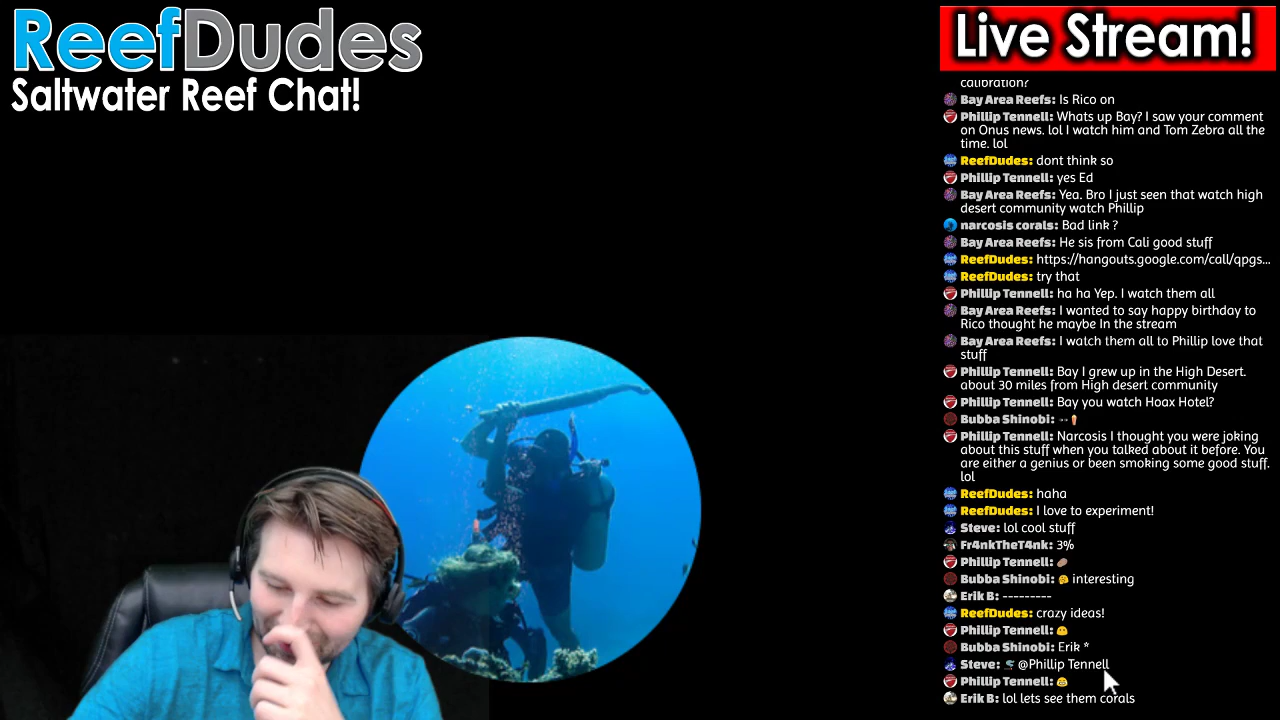 ReefDudes
Saltwater Reef Chat!
Live Stream!
calibration?
Bay Area Reefs: Is Rico on
Phillip Tennell: Whats up Bay? I saw your comment
on Onus news. lol I watch him and Tom Zebra all the
time. lol
ReefDudes: dont think so
Phillip Tennell: yes Ed
Bay Area Reefs: Yea. Bro I just seen that watch high
desert community watch Phillip
narcosis corals: Bad link ?
Bay Area Reefs: He sis from Cali good stuff
ReefDudes: https://hangouts.google.com/call/qpgs...
ReefDudes: try that
Phillip Tennell: ha ha Yep. I watch them all
Bay Area Reefs: I wanted to say happy birthday to
Rico thought he maybe In the stream
Bay Area Reefs: I watch them all to Phillip love that
stuff
Phillip Tennell: Bay I grew up in the High Desert.
about 30 miles from High desert community
Phillip Tennell: Bay you watch Hoax Hotel?
Bubba Shinobi: 👀🍿
Phillip Tennell: Narcosis I thought you were joking
about this stuff when you talked about it before. You
are either a genius or been smoking some good stuff.
lol
ReefDudes: haha
ReefDudes: I love to experiment!
Steve: lol cool stuff
Fr4nkTheT4nk: 3%
Phillip Tennell: 🥔
Bubba Shinobi: 🤔 interesting
Erik B: ---------
ReefDudes: crazy ideas!
Phillip Tennell:
Bubba Shinobi: Erik *
Steve: @Phillip Tennell
Phillip Tennell: 😂
Erik B: lol lets see them corals